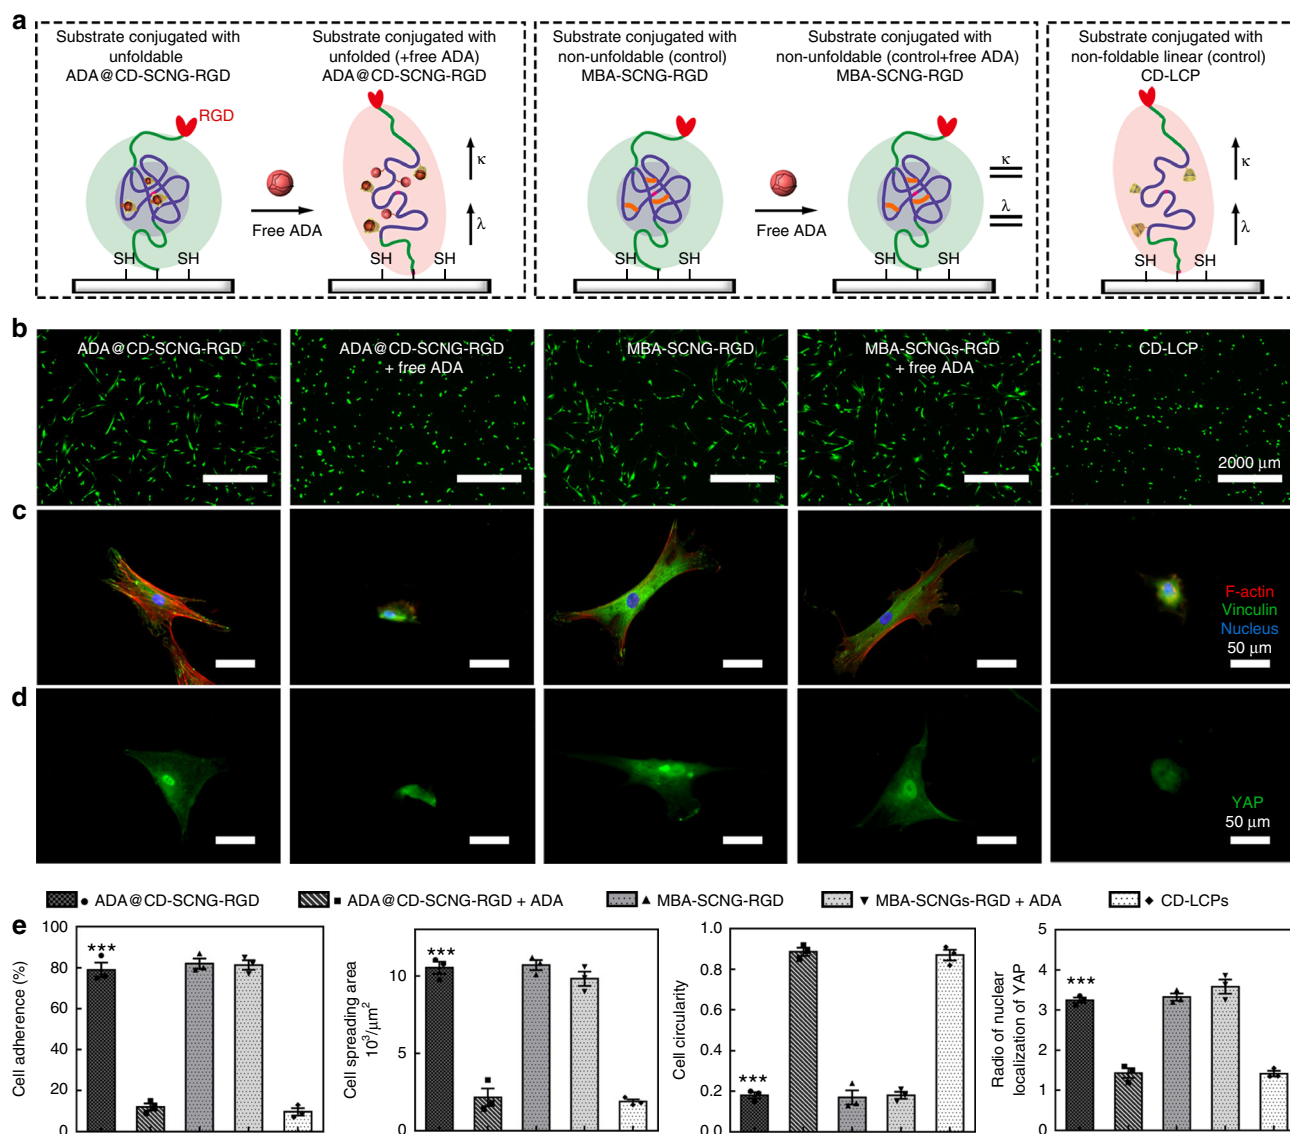 a
Substrate conjugated with
unfoldable
ADA@CD-SCNG-RGD
Substrate conjugated with
unfolded (+free ADA)
ADA@CD-SCNG-RGD
Substrate conjugated with
non-unfoldable (control)
MBA-SCNG-RGD
Substrate conjugated with
non-unfoldable (control+free ADA)
MBA-SCNG-RGD
Substrate conjugated with
non-foldable linear (control)
CD-LCP
RGD
Free ADA
κ
λ
SH
SH
SH
SH
Free ADA
κ
λ
SH
SH
SH
SH
κ
λ
SH
SH
b
ADA@CD-SCNG-RGD
ADA@CD-SCNG-RGD
+ free ADA
MBA-SCNG-RGD
MBA-SCNGs-RGD
+ free ADA
CD-LCP
2000 μm
c
F-actin
Vinculin
Nucleus
50 μm
d
YAP
50 μm
ADA@CD-SCNG-RGD
ADA@CD-SCNG-RGD + ADA
MBA-SCNG-RGD
MBA-SCNGs-RGD + ADA
CD-LCPs
e
Cell adherence (%)
100
80
60
40
20
0
***
Cell spreading area
10³/μm²
10
5
0
***
Cell circularity
1.0
0.8
0.6
0.4
0.2
0.0
***
Radio of nuclear
localization of YAP
5
4
3
2
1
0
***